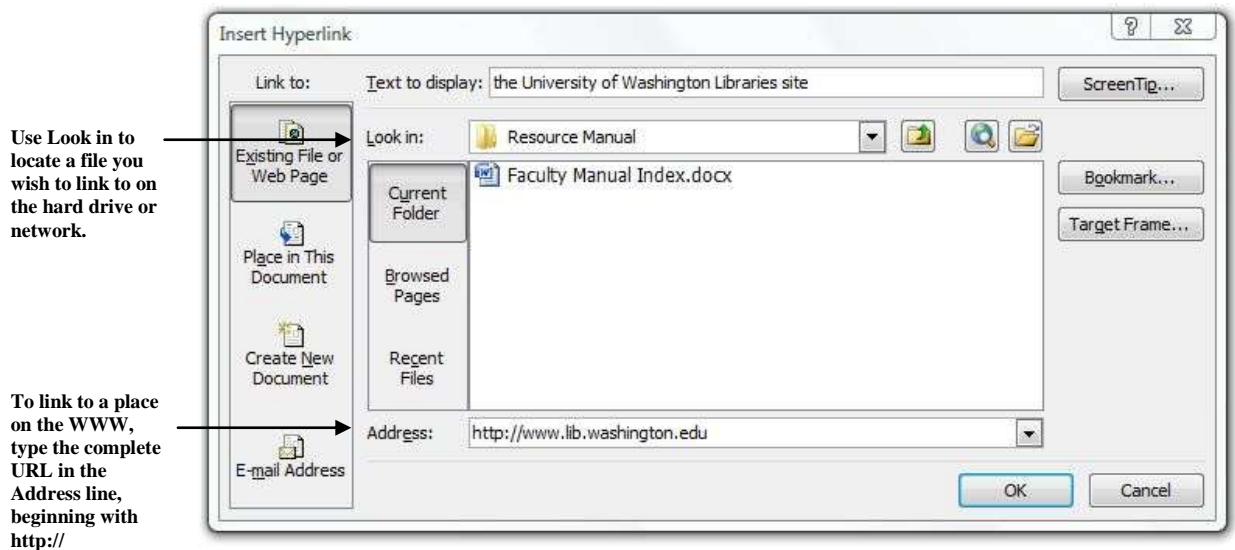 Insert Hyperlink
Link to:
Text to display: the University of Washington Libraries site
ScreenTip...
Use Look in to
locate a file you
wish to link to on
the hard drive or
network.
Existing File or
Web Page
Look in: Resource Manual
Current
Folder
Faculty Manual Index.docx
Bookmark...
Target Frame...
Place in This
Document
Browsed
Pages
Create New
Document
Recent
Files
To link to a place
on the WWW,
type the complete
URL in the
Address line,
beginning with
http://
E-mail Address
Address: http://www.lib.washington.edu
OK
Cancel